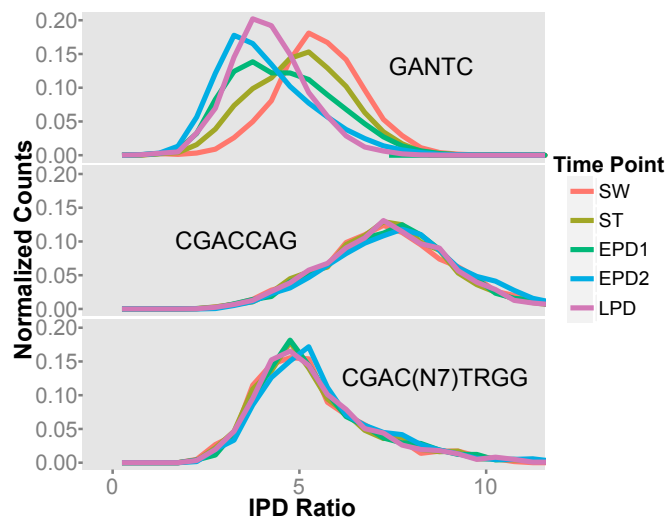 0.20
0.15
0.10
0.05
0.00
GANTC
0.20
0.15
0.10
0.05
0.00
CGACCAG
0.20
0.15
0.10
0.05
0.00
CGAC(N7)TRGG
0
5
10
IPD Ratio
Normalized Counts
Time Point
SW
ST
EPD1
EPD2
LPD